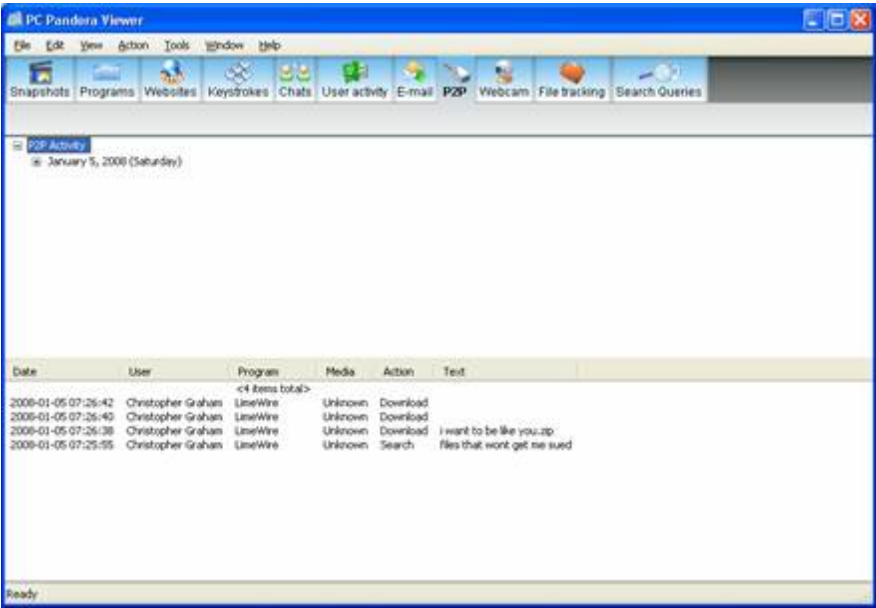 PC Pandora Viewer
File Edit View Action Tools Window Help
Snapshots Programs Websites Keystrokes Chats User activity E-mail P2P Webcam File tracking Search Queries
P2P Activity
January 5, 2008 (Saturday)
Date User Program Media Action Text
<4 items total>
2008-01-05 07:26:42 Christopher Graham LimeWire Unknown Download
2008-01-05 07:26:40 Christopher Graham LimeWire Unknown Download
2008-01-05 07:26:38 Christopher Graham LimeWire Unknown Download i want to be like you.zip
2008-01-05 07:25:55 Christopher Graham LimeWire Unknown Search files that wont get me sued
Ready